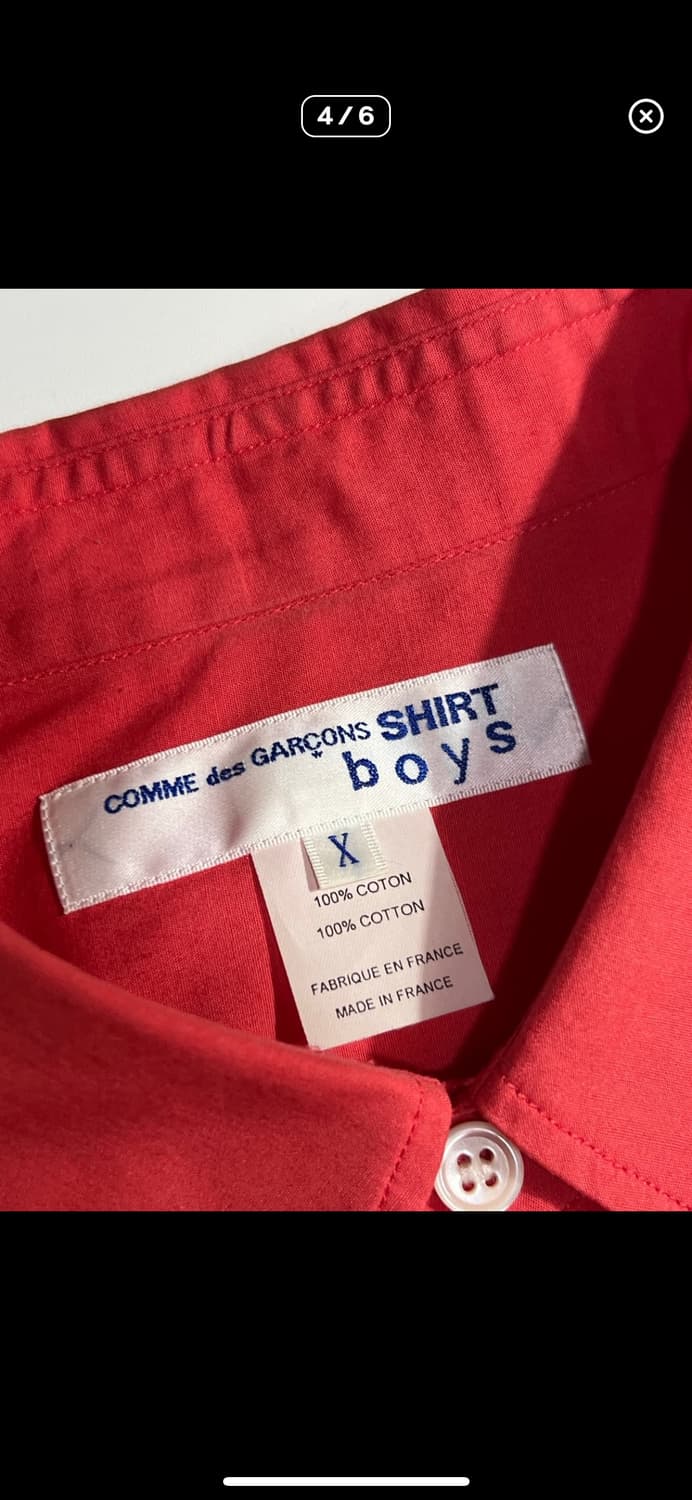 4/6
COMME des GARÇONS SHIRT
boys
X
100% COTON
100% COTTON
FABRIQUE EN FRANCE
MADE IN FRANCE